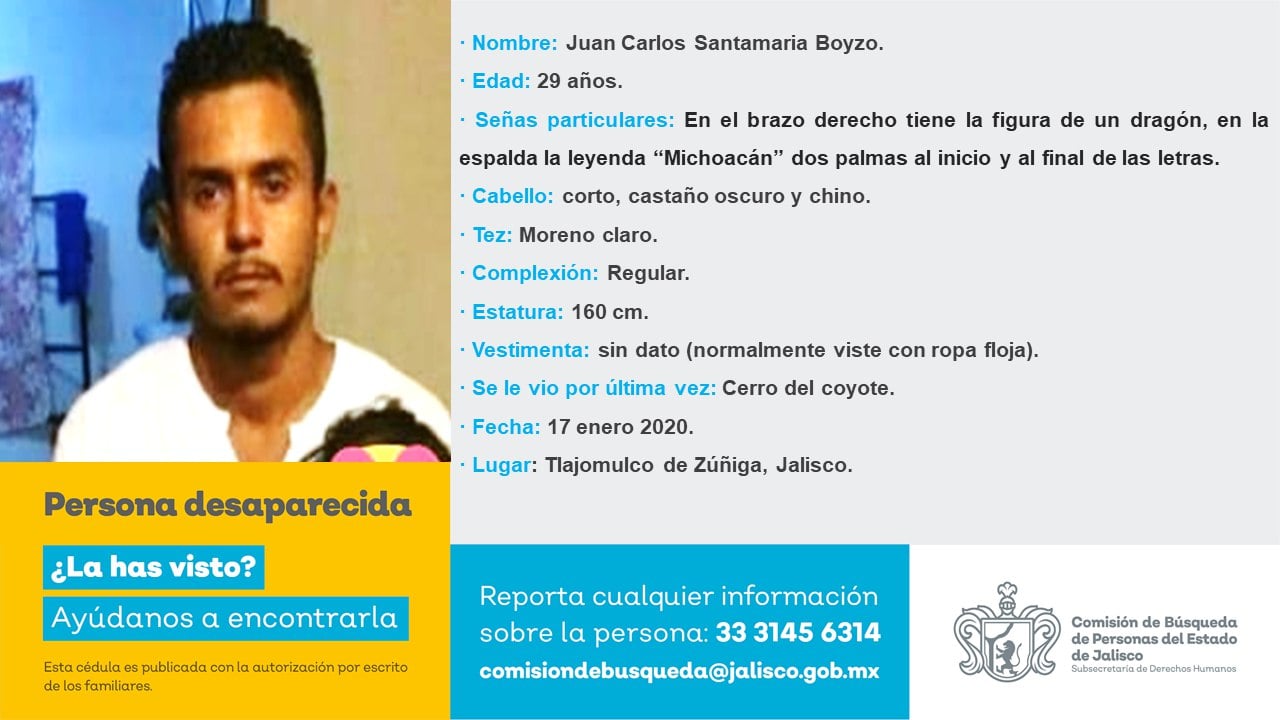 · Nombre: Juan Carlos Santamaria Boyzo.
· Edad: 29 años.
· Señas particulares: En el brazo derecho tiene la figura de un dragón, en la
espalda la leyenda “Michoacán” dos palmas al inicio y al final de las letras.
· Cabello: corto, castaño oscuro y chino.
· Tez: Moreno claro.
· Complexión: Regular.
· Estatura: 160 cm.
· Vestimenta: sin dato (normalmente viste con ropa floja).
· Se le vio por última vez: Cerro del coyote.
· Fecha: 17 enero 2020.
· Lugar: Tlajomulco de Zúñiga, Jalisco.
Persona desaparecida
¿La has visto?
Ayúdanos a encontrarla
Esta cédula es publicada con la autorización por escrito
de los familiares.
Reporta cualquier información
sobre la persona: 33 3145 6314
comisiondebusqueda@jalisco.gob.mx
Comisión de Búsqueda
de Personas del Estado
de Jalisco
Subsecretaría de Derechos Humanos